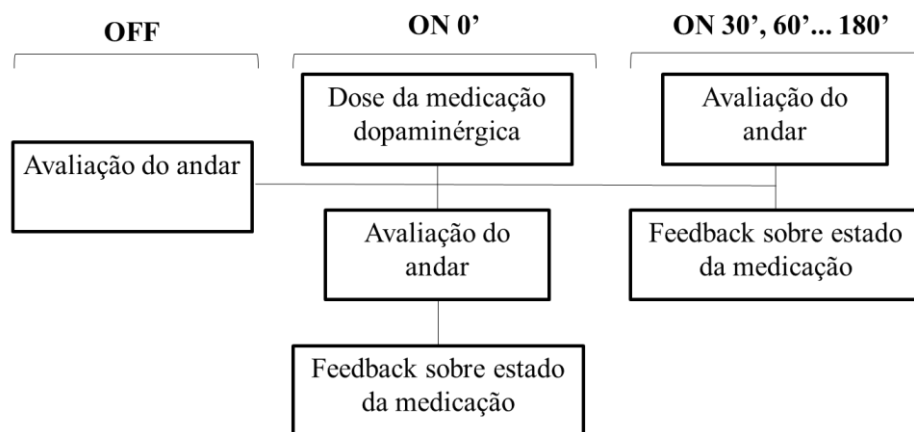 OFF
ON 0’
ON 30’, 60’... 180’
Avaliação do andar
Dose da medicação
dopaminérgica
Avaliação do
andar
Feedback sobre estado
da medicação
Avaliação do
andar
Feedback sobre estado
da medicação